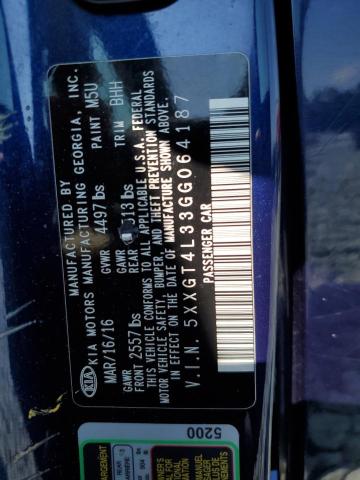 MANUFACTURED BY
KIA KIA MOTORS MANUFACTURING GEORGIA, INC.
MAR/16/16 GVWR 4497 lbs PAINT M5U
GAWR FRONT 2557 lbs GAWR REAR 313 lbs TRIM BHH
THIS VEHICLE CONFORMS TO ALL APPLICABLE U.S.A. FEDERAL
MOTOR VEHICLE SAFETY, BUMPER, AND THEFT PREVENTION STANDARDS
IN EFFECT ON THE DATE OF MANUFACTURE SHOWN ABOVE.
V.I.N. 5XXGT4L33GG064187
PASSENGER CAR
5200